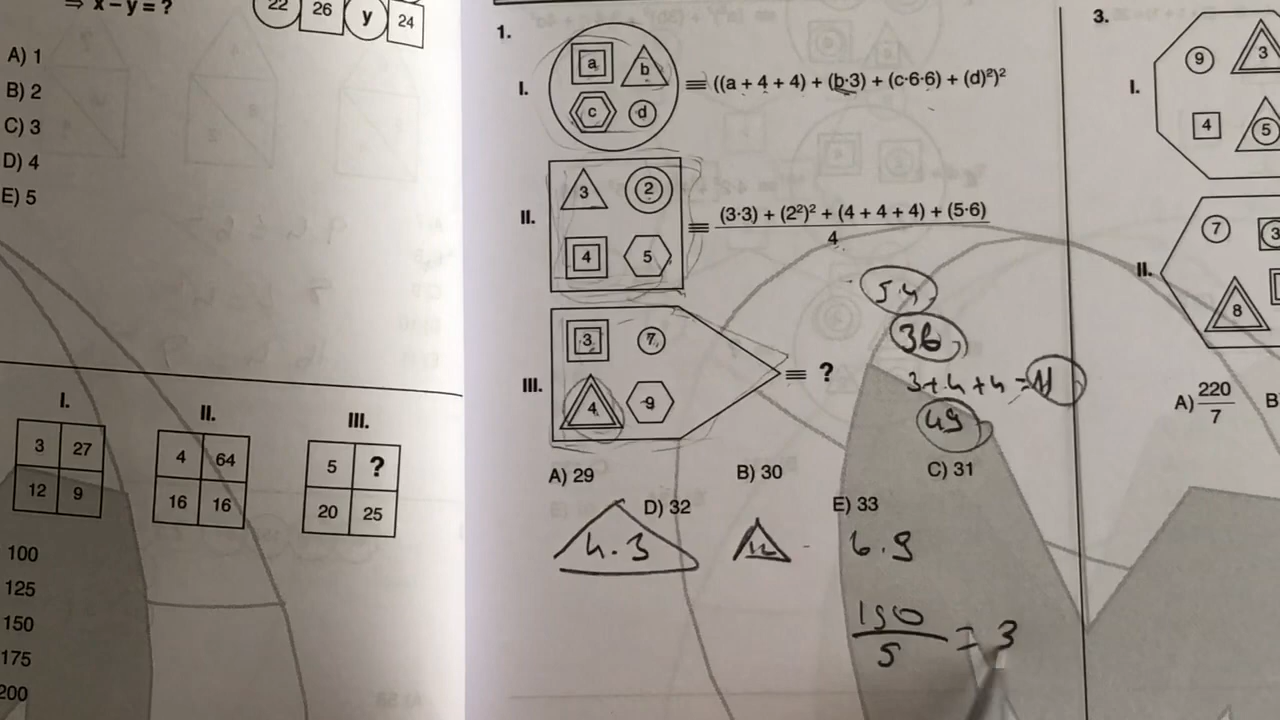 ⇒ x – y = ?
22 26 y 24
A) 1
B) 2
C) 3
D) 4
E) 5
I. II. III.
3 27
12 9
4 64
16 16
5 ?
20 25
100
125
150
175
200
1.
I. a b c d ≡ ((a + 4 + 4) + (b·3) + (c·6·6) + (d)²)²
II. 3 2 4 5 ≡ (3·3) + (2²)² + (4 + 4 + 4) + (5·6)
4
III. 3 7 4 9 ≡ ?
54
36
3+4+4=11
49
A) 29 B) 30 C) 31
D) 32 E) 33
4.3 12 6.9
150
5 = 3
3.
I. 9 3
4 5
II. 7 3
8
A) 220
7
B